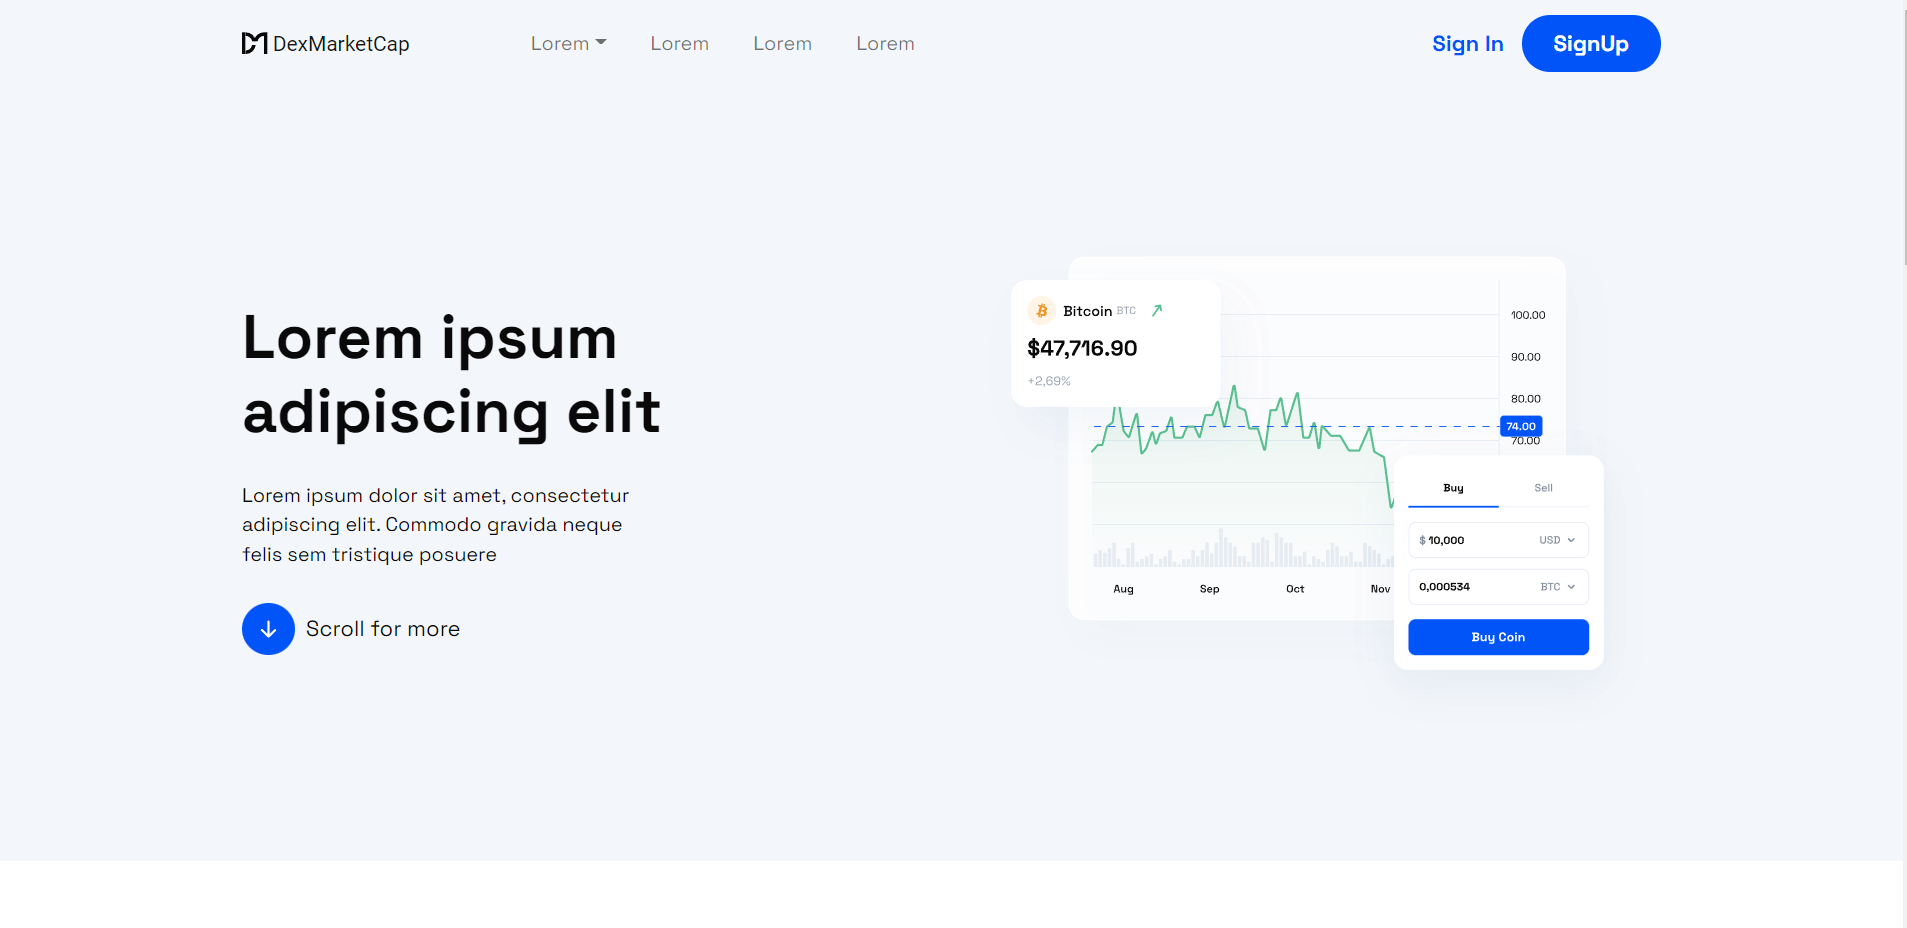 DexMarketCap
Lorem
Lorem
Lorem
Lorem
Sign In
SignUp
Lorem ipsum
adipiscing elit
Lorem ipsum dolor sit amet, consectetur
adipiscing elit. Commodo gravida neque
felis sem tristique posuere
Scroll for more
Bitcoin BTC
$47,716.90
+2,69%
100.00
90.00
80.00
74.00
70.00
Aug
Sep
Oct
Nov
Buy
Sell
$ 10,000
USD
0,000534
BTC
Buy Coin